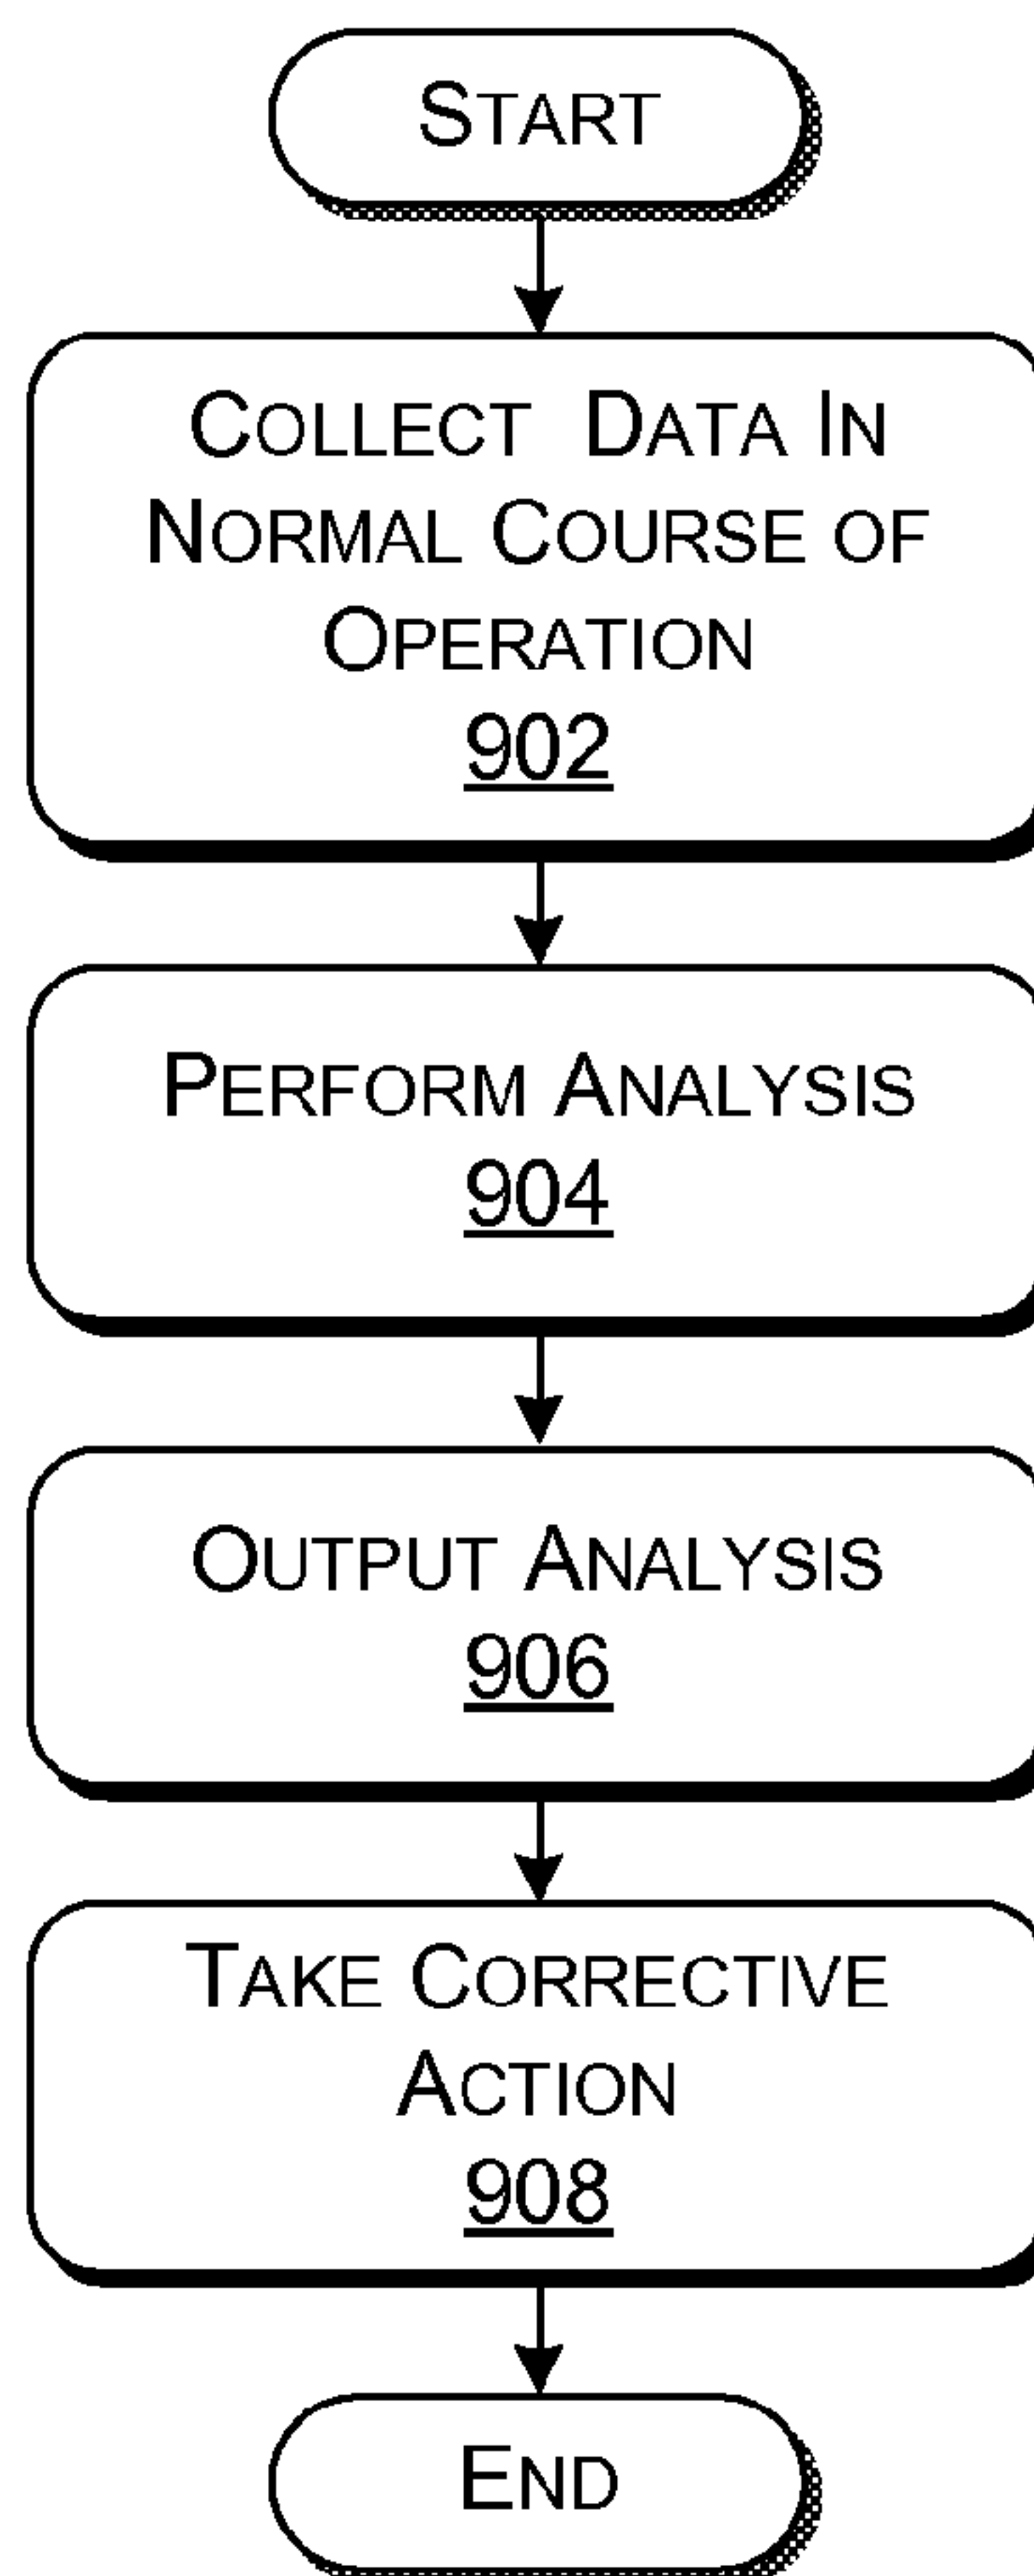 START
COLLECT DATA IN
NORMAL COURSE OF
OPERATION
902
PERFORM ANALYSIS
904
OUTPUT ANALYSIS
906
TAKE CORRECTIVE
ACTION
908
END